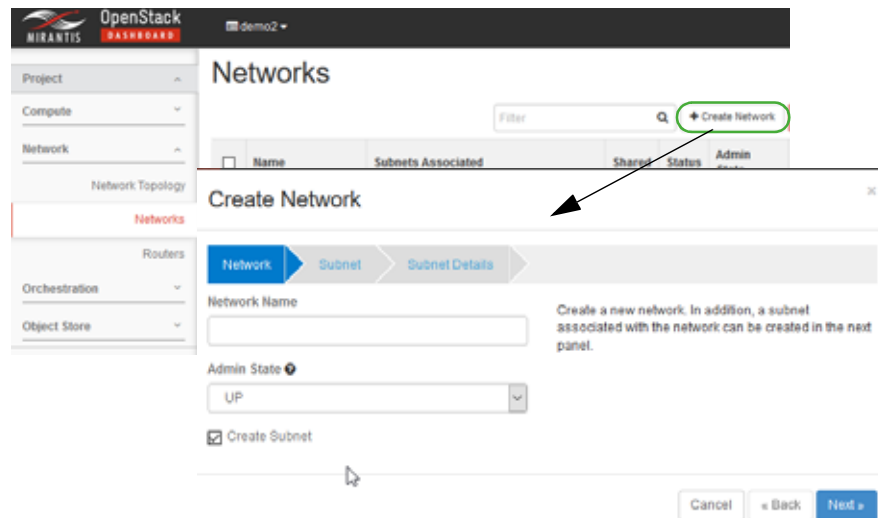 MIRANTIS
OpenStack
DASHBOARD
demo2
Project
Compute
Network
Network Topology
Networks
Routers
Orchestration
Object Store
Networks
Filter
+ Create Network
Name Subnets Associated Shared Status Admin State
Create Network
×
Network Subnet Subnet Details
Network Name
Create a new network. In addition, a subnet
associated with the network can be created in the next
panel.
Admin State
UP
Create Subnet
Cancel « Back Next »